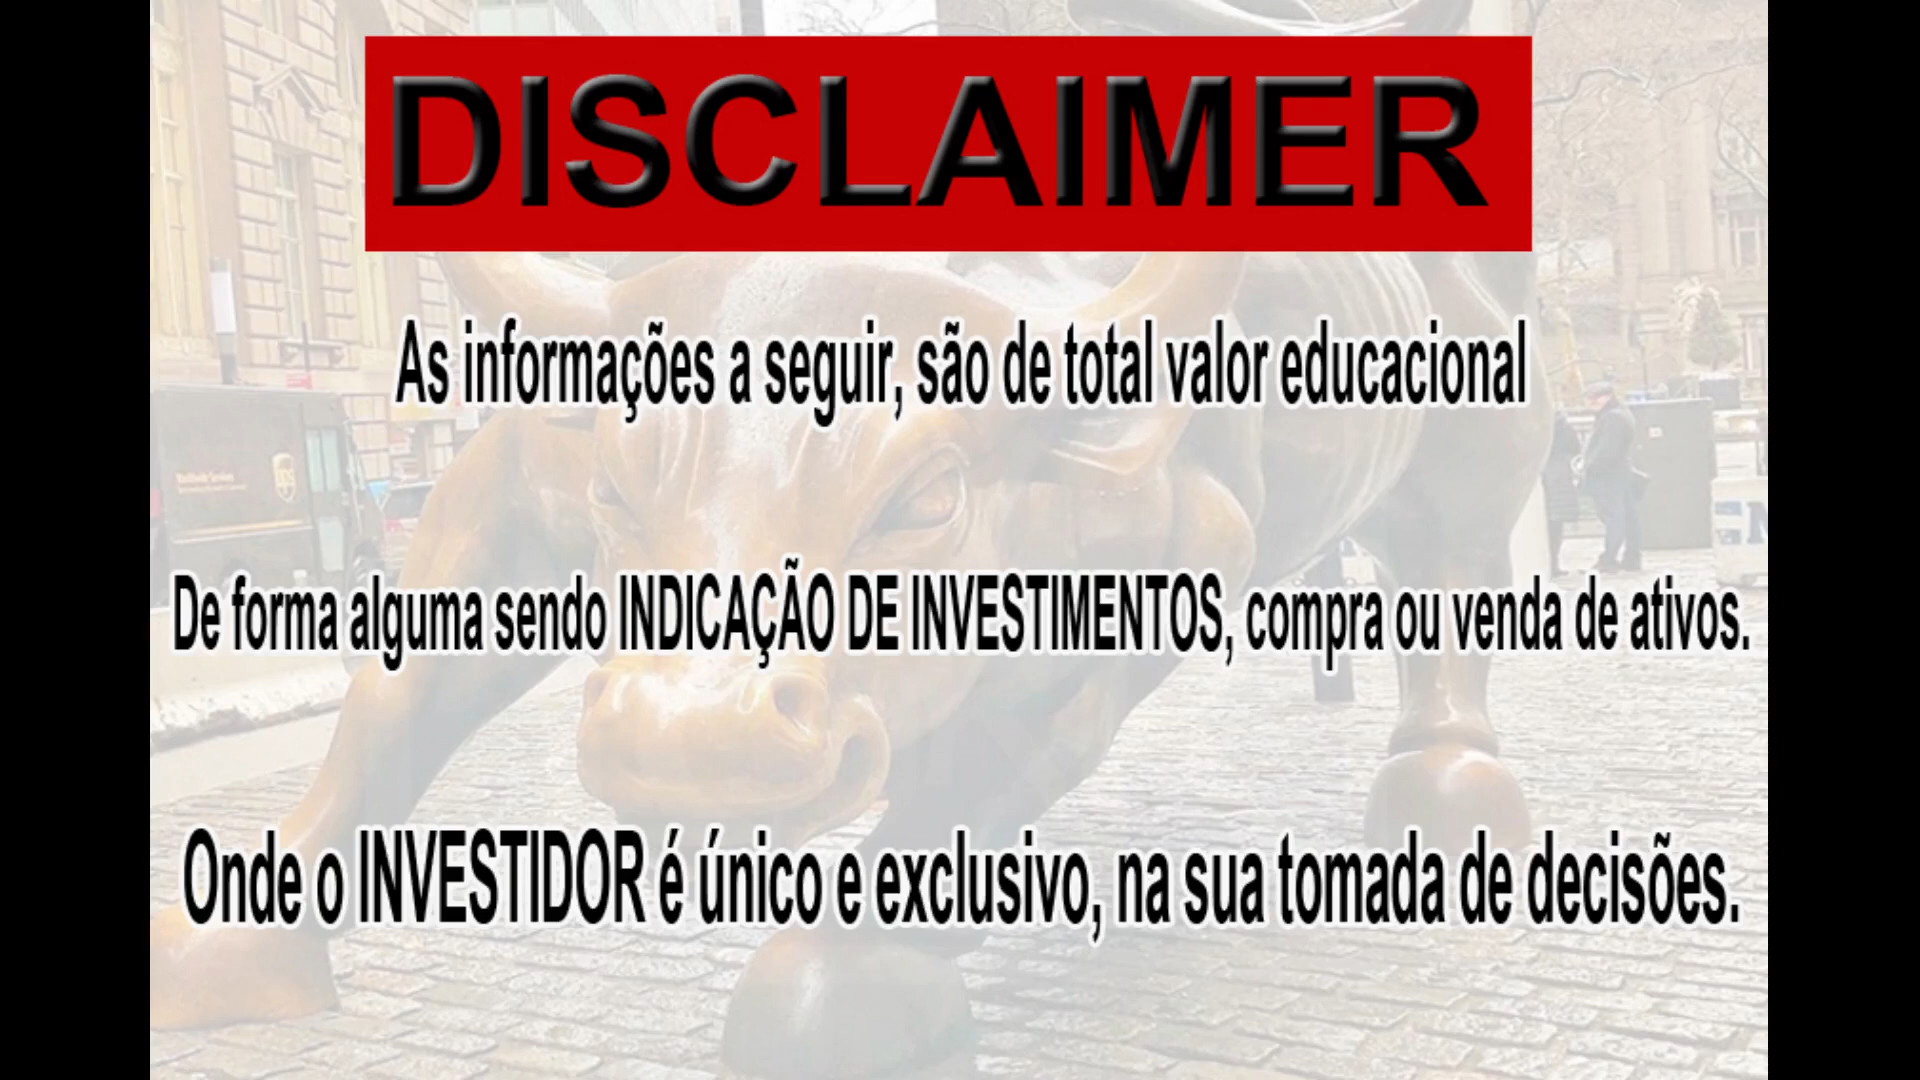 DISCLAIMER
As informações a seguir, são de total valor educacional
De forma alguma sendo INDICAÇÃO DE INVESTIMENTOS, compra ou venda de ativos.
Onde o INVESTIDOR é único e exclusivo, na sua tomada de decisões.